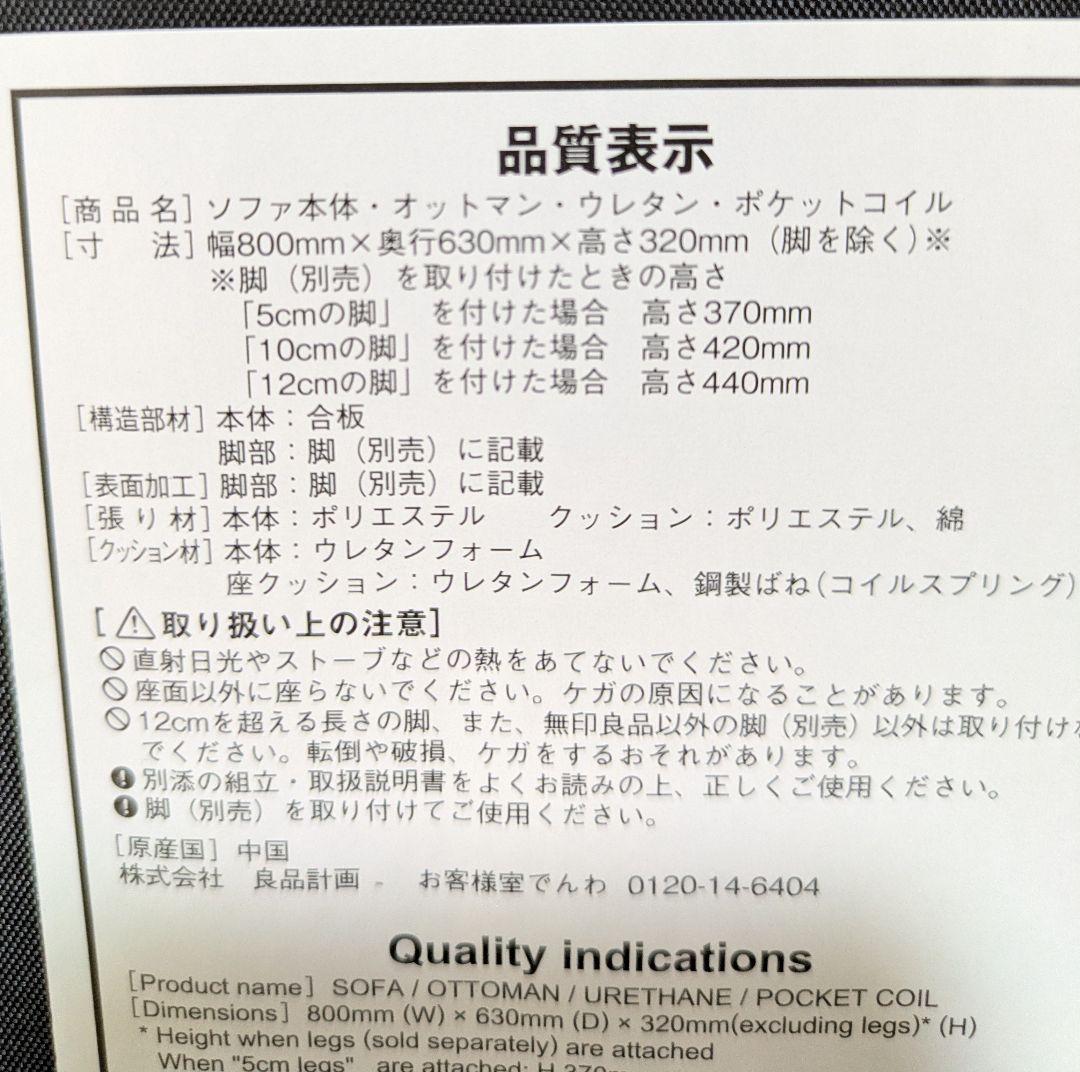 品質表示
[商品名] ソファ本体・オットマン・ウレタン・ポケットコイル
[寸　法] 幅800mm×奥行630mm×高さ320mm（脚を除く）※
※脚（別売）を取り付けたときの高さ
「5cmの脚」 を付けた場合　高さ370mm
「10cmの脚」を付けた場合　高さ420mm
「12cmの脚」を付けた場合　高さ440mm
[構造部材] 本体：合板
脚部：脚（別売）に記載
[表面加工] 脚部：脚（別売）に記載
[張り材] 本体：ポリエステル　　クッション：ポリエステル、綿
[クッション材] 本体：ウレタンフォーム
座クッション：ウレタンフォーム、鋼製ばね(コイルスプリング)
[⚠取り扱い上の注意]
直射日光やストーブなどの熱をあてないでください。
座面以外に座らないでください。ケガの原因になることがあります。
12cmを超える長さの脚、また、無印良品以外の脚（別売）以外は取り付けな
でください。転倒や破損、ケガをするおそれがあります。
別添の組立・取扱説明書をよくお読みの上、正しくご使用ください。
脚（別売）を取り付けてご使用ください。
[原産国] 中国
株式会社　良品計画　お客様室でんわ 0120-14-6404
Quality indications
[Product name] SOFA / OTTOMAN / URETHANE / POCKET COIL
[Dimensions] 800mm (W) × 630mm (D) × 320mm(excluding legs)* (H)
* Height when legs (sold separately) are attached
When "5cm legs" are attached: H 370m